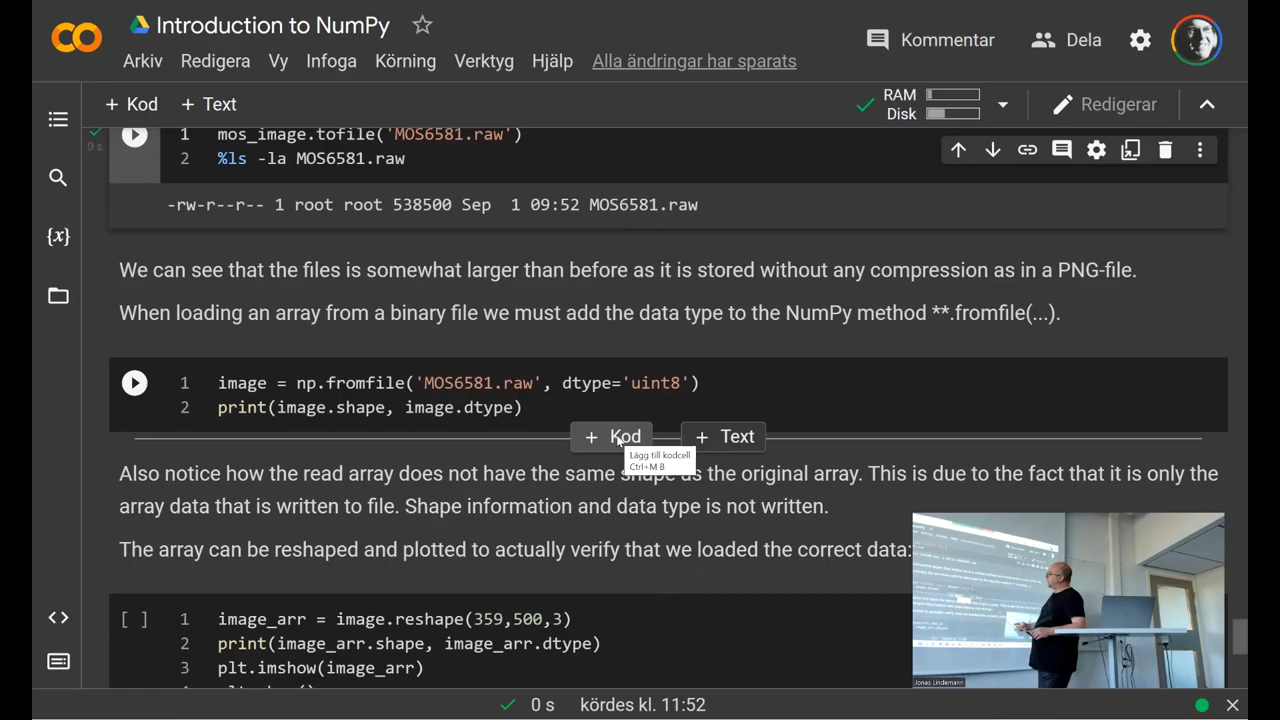 Introduction to NumPy
Kommentar
Dela
Arkiv Redigera Vy Infoga Körning Verktyg Hjälp Alla ändringar har sparats
+ Kod + Text
RAM
Disk
Redigerar
0 s
1 mos_image.tofile('MOS6581.raw')
2 %ls -la MOS6581.raw
-rw-r--r-- 1 root root 538500 Sep 1 09:52 MOS6581.raw
We can see that the files is somewhat larger than before as it is stored without any compression as in a PNG-file.
When loading an array from a binary file we must add the data type to the NumPy method **.fromfile(...).
1 image = np.fromfile('MOS6581.raw', dtype='uint8')
2 print(image.shape, image.dtype)
+ Kod + Text
Lägg till kodcell
Ctrl+M B
Also notice how the read array does not have the same shape as the original array. This is due to the fact that it is only the
array data that is written to file. Shape information and data type is not written.
The array can be reshaped and plotted to actually verify that we loaded the correct data:
[ ] 1 image_arr = image.reshape(359,500,3)
2 print(image_arr.shape, image_arr.dtype)
3 plt.imshow(image_arr)
Jonas Lindemann
0 s kördes kl. 11:52